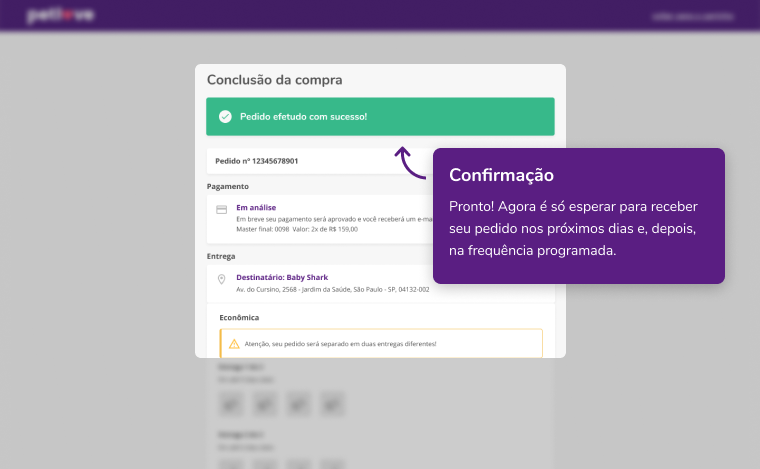 petlove
Conclusão da compra
Pedido efetudo com sucesso!
Pedido nº 12345678901
Pagamento
Em análise
Em breve seu pagamento será aprovado e você receberá um e-ma
Master final: 0098 Valor: 2x de R$ 159,00
Entrega
Destinatário: Baby Shark
Av. do Cursino, 2568 - Jardim da Saúde, São Paulo - SP, 04132-002
Econômica
Atenção, seu pedido será separado em duas entregas diferentes!
Confirmação
Pronto! Agora é só esperar para receber
seu pedido nos próximos dias e, depois,
na frequência programada.